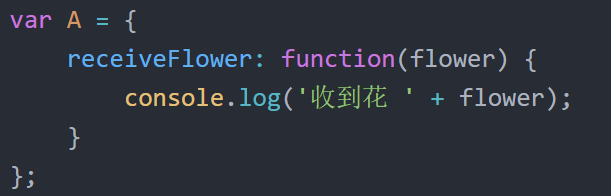 var A = {
    receiveFlower: function(flower) {
        console.log('收到花 ' + flower);
    }
};